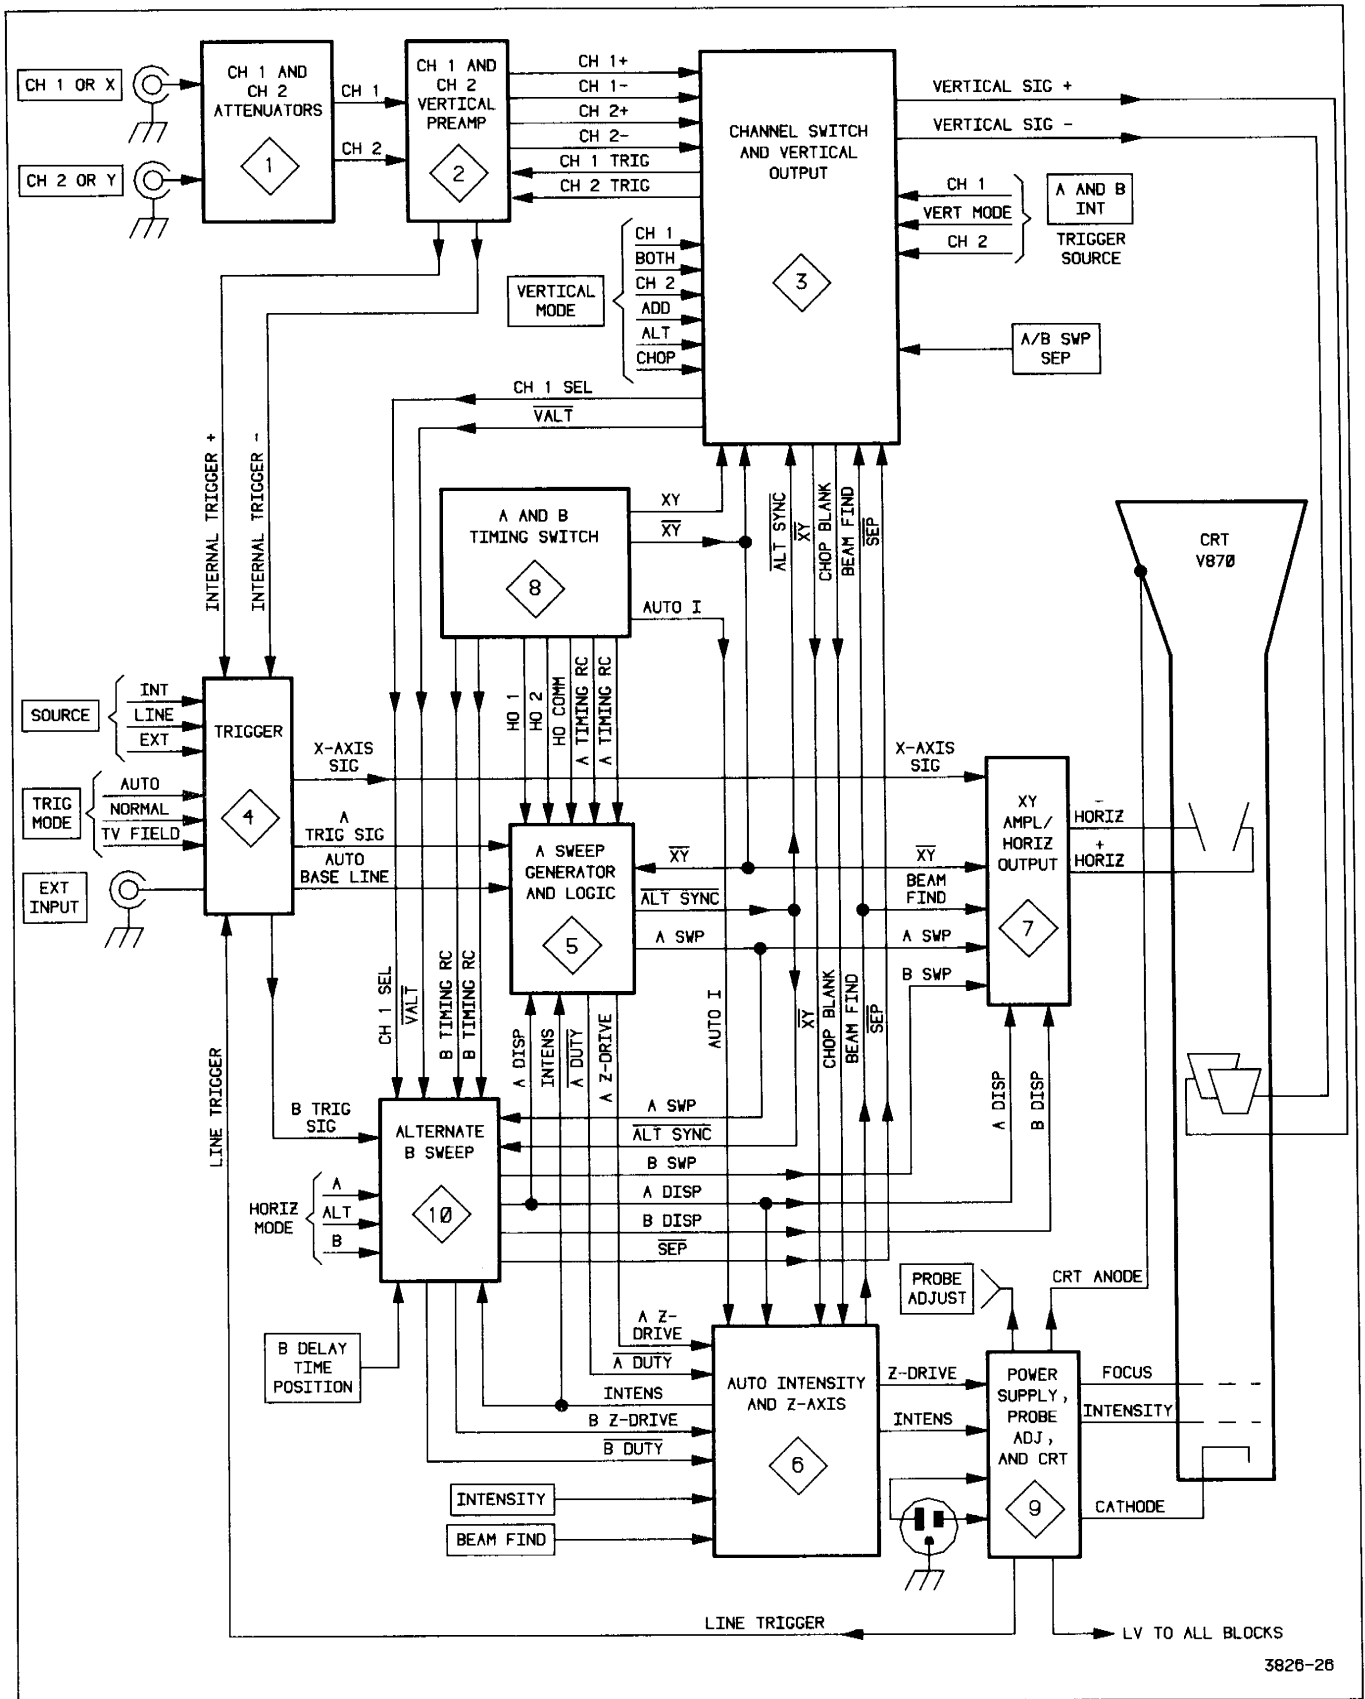 CH 1 OR X
CH 2 OR Y
CH 1 AND
CH 2
ATTENUATORS
1
CH 1
CH 2
CH 1 AND
CH 2
VERTICAL
PREAMP
2
CH 1+
CH 1-
CH 2+
CH 2-
CH 1 TRIG
CH 2 TRIG
CHANNEL SWITCH
AND VERTICAL
OUTPUT
3
VERTICAL SIG +
VERTICAL SIG -
CH 1
VERT MODE
CH 2
A AND B
INT
TRIGGER
SOURCE
VERTICAL
MODE
CH 1
BOTH
CH 2
ADD
ALT
CHOP
A/B SWP
SEP
CH 1 SEL
VALT
INTERNAL TRIGGER +
INTERNAL TRIGGER -
A AND B
TIMING SWITCH
8
XY
XY
AUTO I
ALT SYNC
XY
CHOP BLANK
BEAM FIND
SEP
CRT
V870
HO 1
HO 2
HO COMM
A TIMING RC
A TIMING RC
SOURCE
INT
LINE
EXT
TRIG
MODE
AUTO
NORMAL
TV FIELD
EXT
INPUT
TRIGGER
4
X-AXIS
SIG
A
TRIG SIG
AUTO
BASE LINE
A SWEEP
GENERATOR
AND LOGIC
5
XY
ALT SYNC
A SWP
X-AXIS
SIG
XY
BEAM
FIND
A SWP
B SWP
XY
AMPL/
HORIZ
OUTPUT
7
-
HORIZ
+
HORIZ
CH 1 SEL
VALT
B TIMING RC
B TIMING RC
A DISP
INTENS
A DUTY
A Z-DRIVE
AUTO I
XY
CHOP BLANK
BEAM FIND
SEP
A DISP
B DISP
LINE TRIGGER
B TRIG
SIG
HORIZ
MODE
A
ALT
B
ALTERNATE
B SWEEP
10
A SWP
ALT SYNC
B SWP
A DISP
B DISP
SEP
B DELAY
TIME
POSITION
A Z-
DRIVE
A DUTY
INTENS
B Z-DRIVE
B DUTY
INTENSITY
BEAM FIND
AUTO INTENSITY
AND Z-AXIS
6
Z-DRIVE
INTENS
PROBE
ADJUST
CRT ANODE
POWER
SUPPLY,
PROBE
ADJ,
AND CRT
9
FOCUS
INTENSITY
CATHODE
LINE TRIGGER
LV TO ALL BLOCKS
3826-26